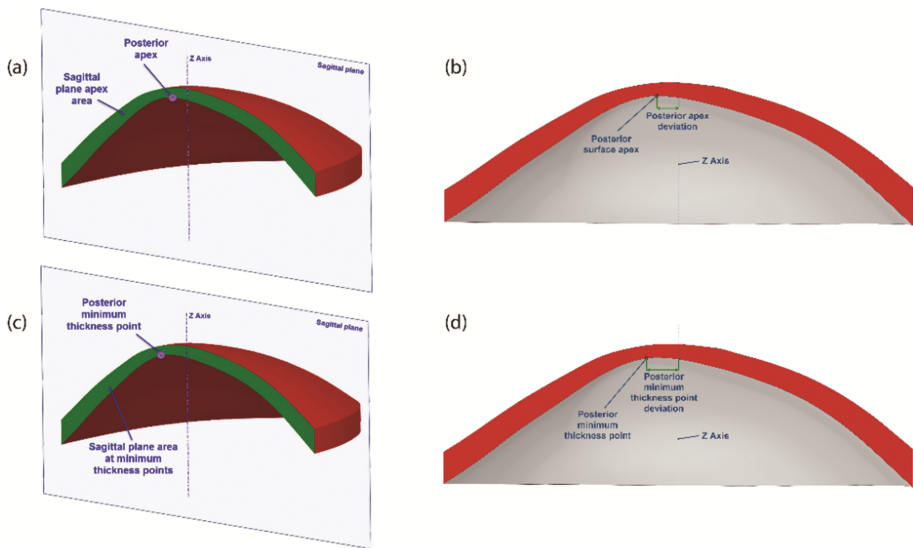 (a)
Posterior
apex
Z Axis
Sagittal plane
Sagittal
plane apex
area
(b)
Posterior apex
deviation
Posterior
surface apex
Z Axis
(c)
Posterior
minimum
thickness point
Z Axis
Sagittal plane
Sagittal plane area
at minimum
thickness points
(d)
Posterior
minimum
thickness point
deviation
Posterior
minimum
thickness point
Z Axis